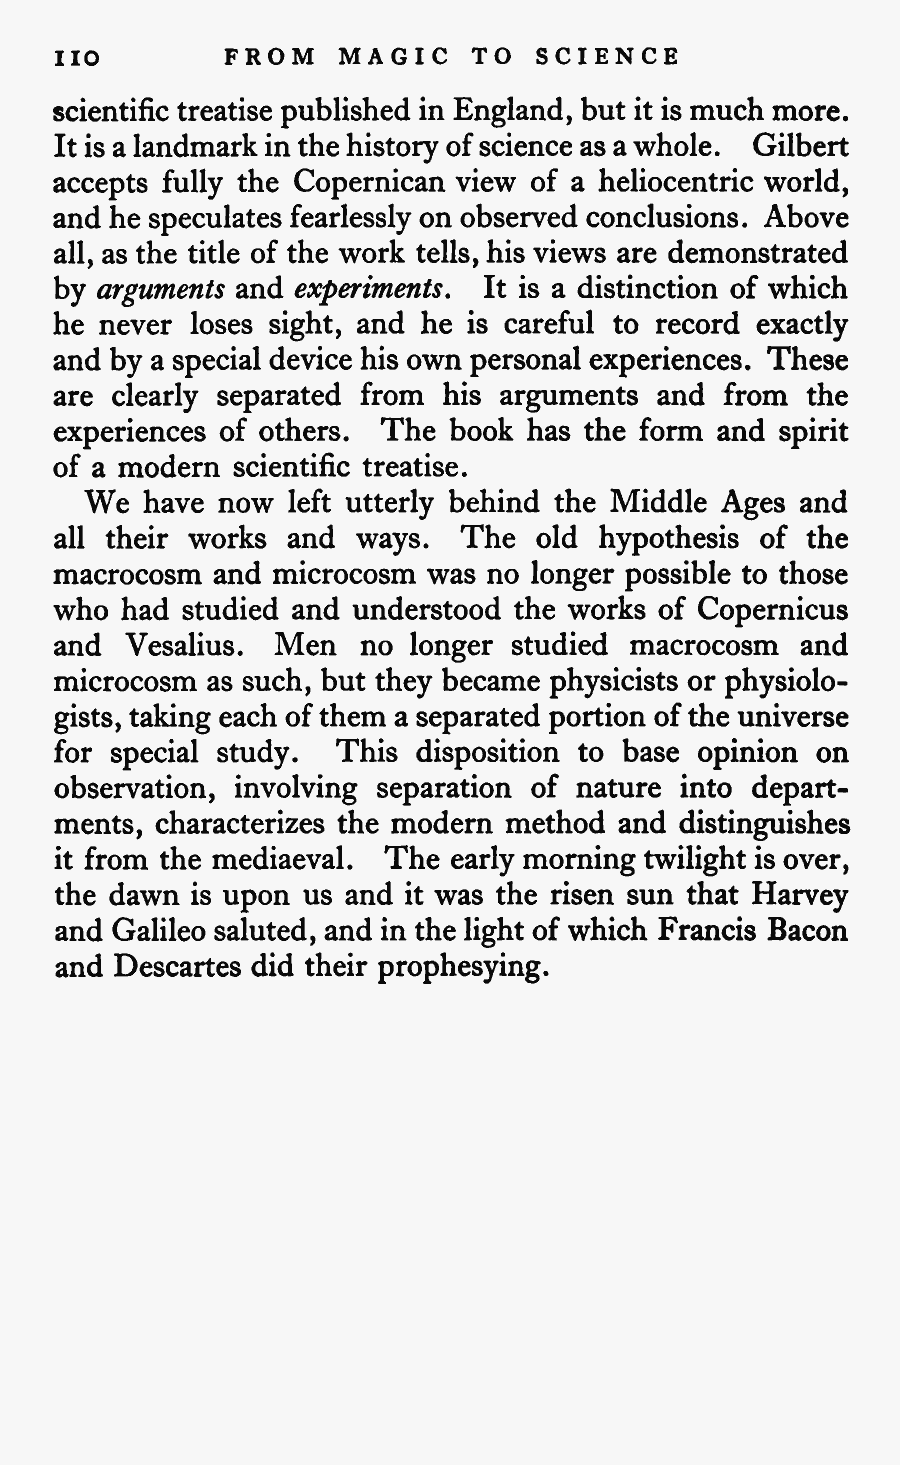 110 FROM MAGIC TO SCIENCE
scientific treatise published in England, but it is much more.
It is a landmark in the history of science as a whole. Gilbert
accepts fully the Copernican view of a heliocentric world,
and he speculates fearlessly on observed conclusions. Above
all, as the title of the work tells, his views are demonstrated
by arguments and experiments. It is a distinction of which
he never loses sight, and he is careful to record exactly
and by a special device his own personal experiences. These
are clearly separated from his arguments and from the
experiences of others. The book has the form and spirit
of a modern scientific treatise.
We have now left utterly behind the Middle Ages and
all their works and ways. The old hypothesis of the
macrocosm and microcosm was no longer possible to those
who had studied and understood the works of Copernicus
and Vesalius. Men no longer studied macrocosm and
microcosm as such, but they became physicists or physiolo-
gists, taking each of them a separated portion of the universe
for special study. This disposition to base opinion on
observation, involving separation of nature into depart-
ments, characterizes the modern method and distinguishes
it from the mediaeval. The early morning twilight is over,
the dawn is upon us and it was the risen sun that Harvey
and Galileo saluted, and in the light of which Francis Bacon
and Descartes did their prophesying.